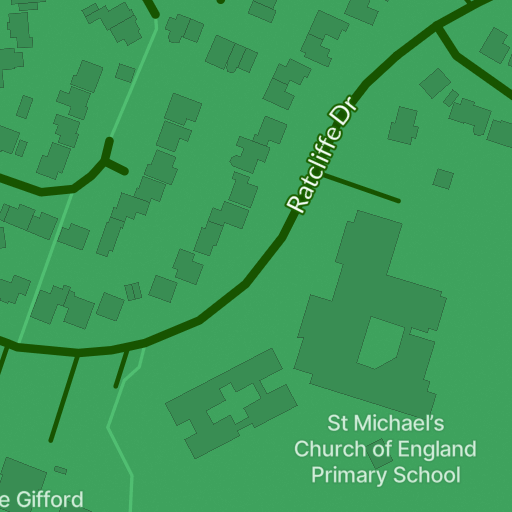 Ratcliffe Dr
St Michael’s
Church of England
Primary School
e Gifford